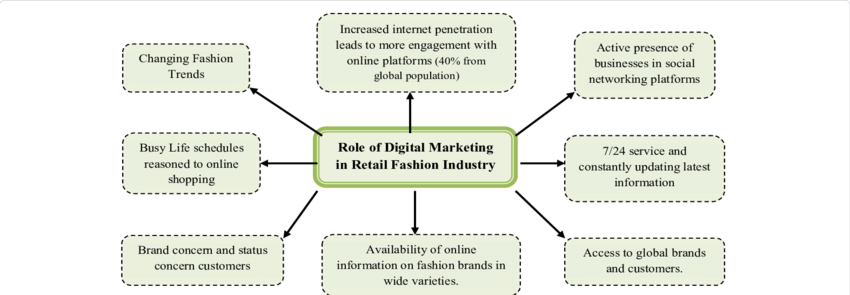 Increased internet penetration
leads to more engagement with
online platforms (40% from
global population)
Changing Fashion
Trends
Active presence of
businesses in social
networking platforms
Role of Digital Marketing
in Retail Fashion Industry
Busy Life schedules
reasoned to online
shopping
7/24 service and
constantly updating latest
information
Brand concern and status
concern customers
Availability of online
information on fashion brands in
wide varieties.
Access to global brands
and customers.